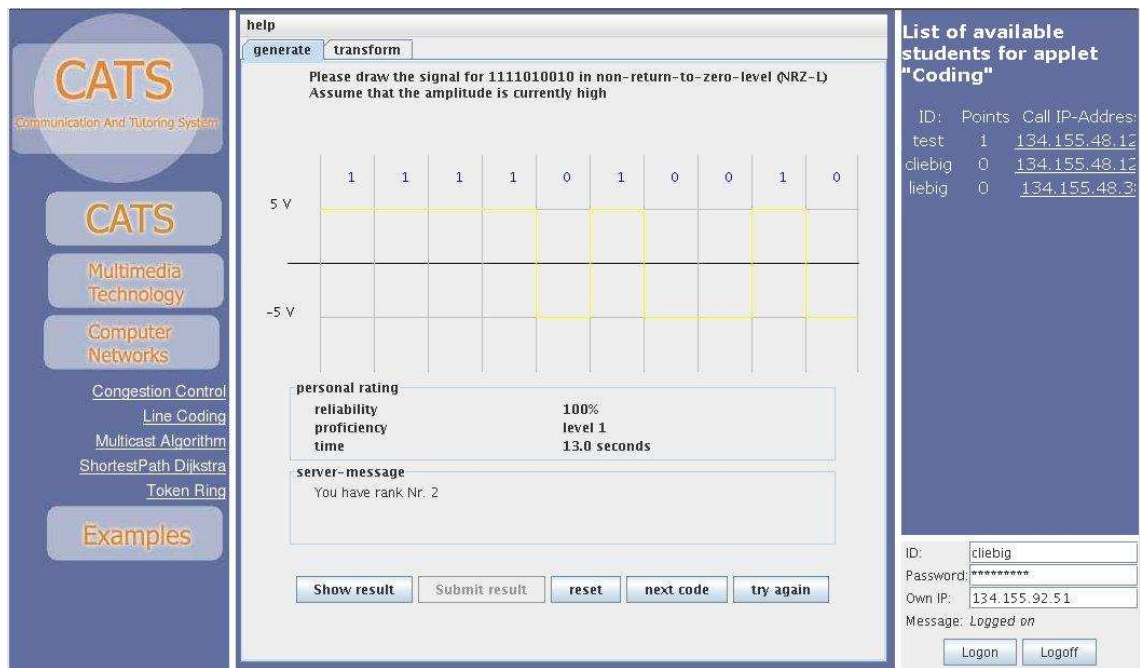 CATS
Communication And Tutoring System
CATS
Multimedia
Technology
Computer
Networks
Congestion Control
Line Coding
Multicast Algorithm
ShortestPath Dijkstra
Token Ring
Examples
help
generate transform
Please draw the signal for 1111010010 in non-return-to-zero-level (NRZ-L)
Assume that the amplitude is currently high
1 1 1 1 0 1 0 0 1 0
5 V
-5 V
personal rating
reliability 100%
proficiency level 1
time 13.0 seconds
server-message
You have rank Nr. 2
Show result Submit result reset next code try again
List of available
students for applet
"Coding"
ID: Points Call IP-Addres
test 1 134.155.48.12
cliebig 0 134.155.48.12
liebig 0 134.155.48.3
ID: cliebig
Password: *********
Own IP: 134.155.92.51
Message: Logged on
Logon Logoff